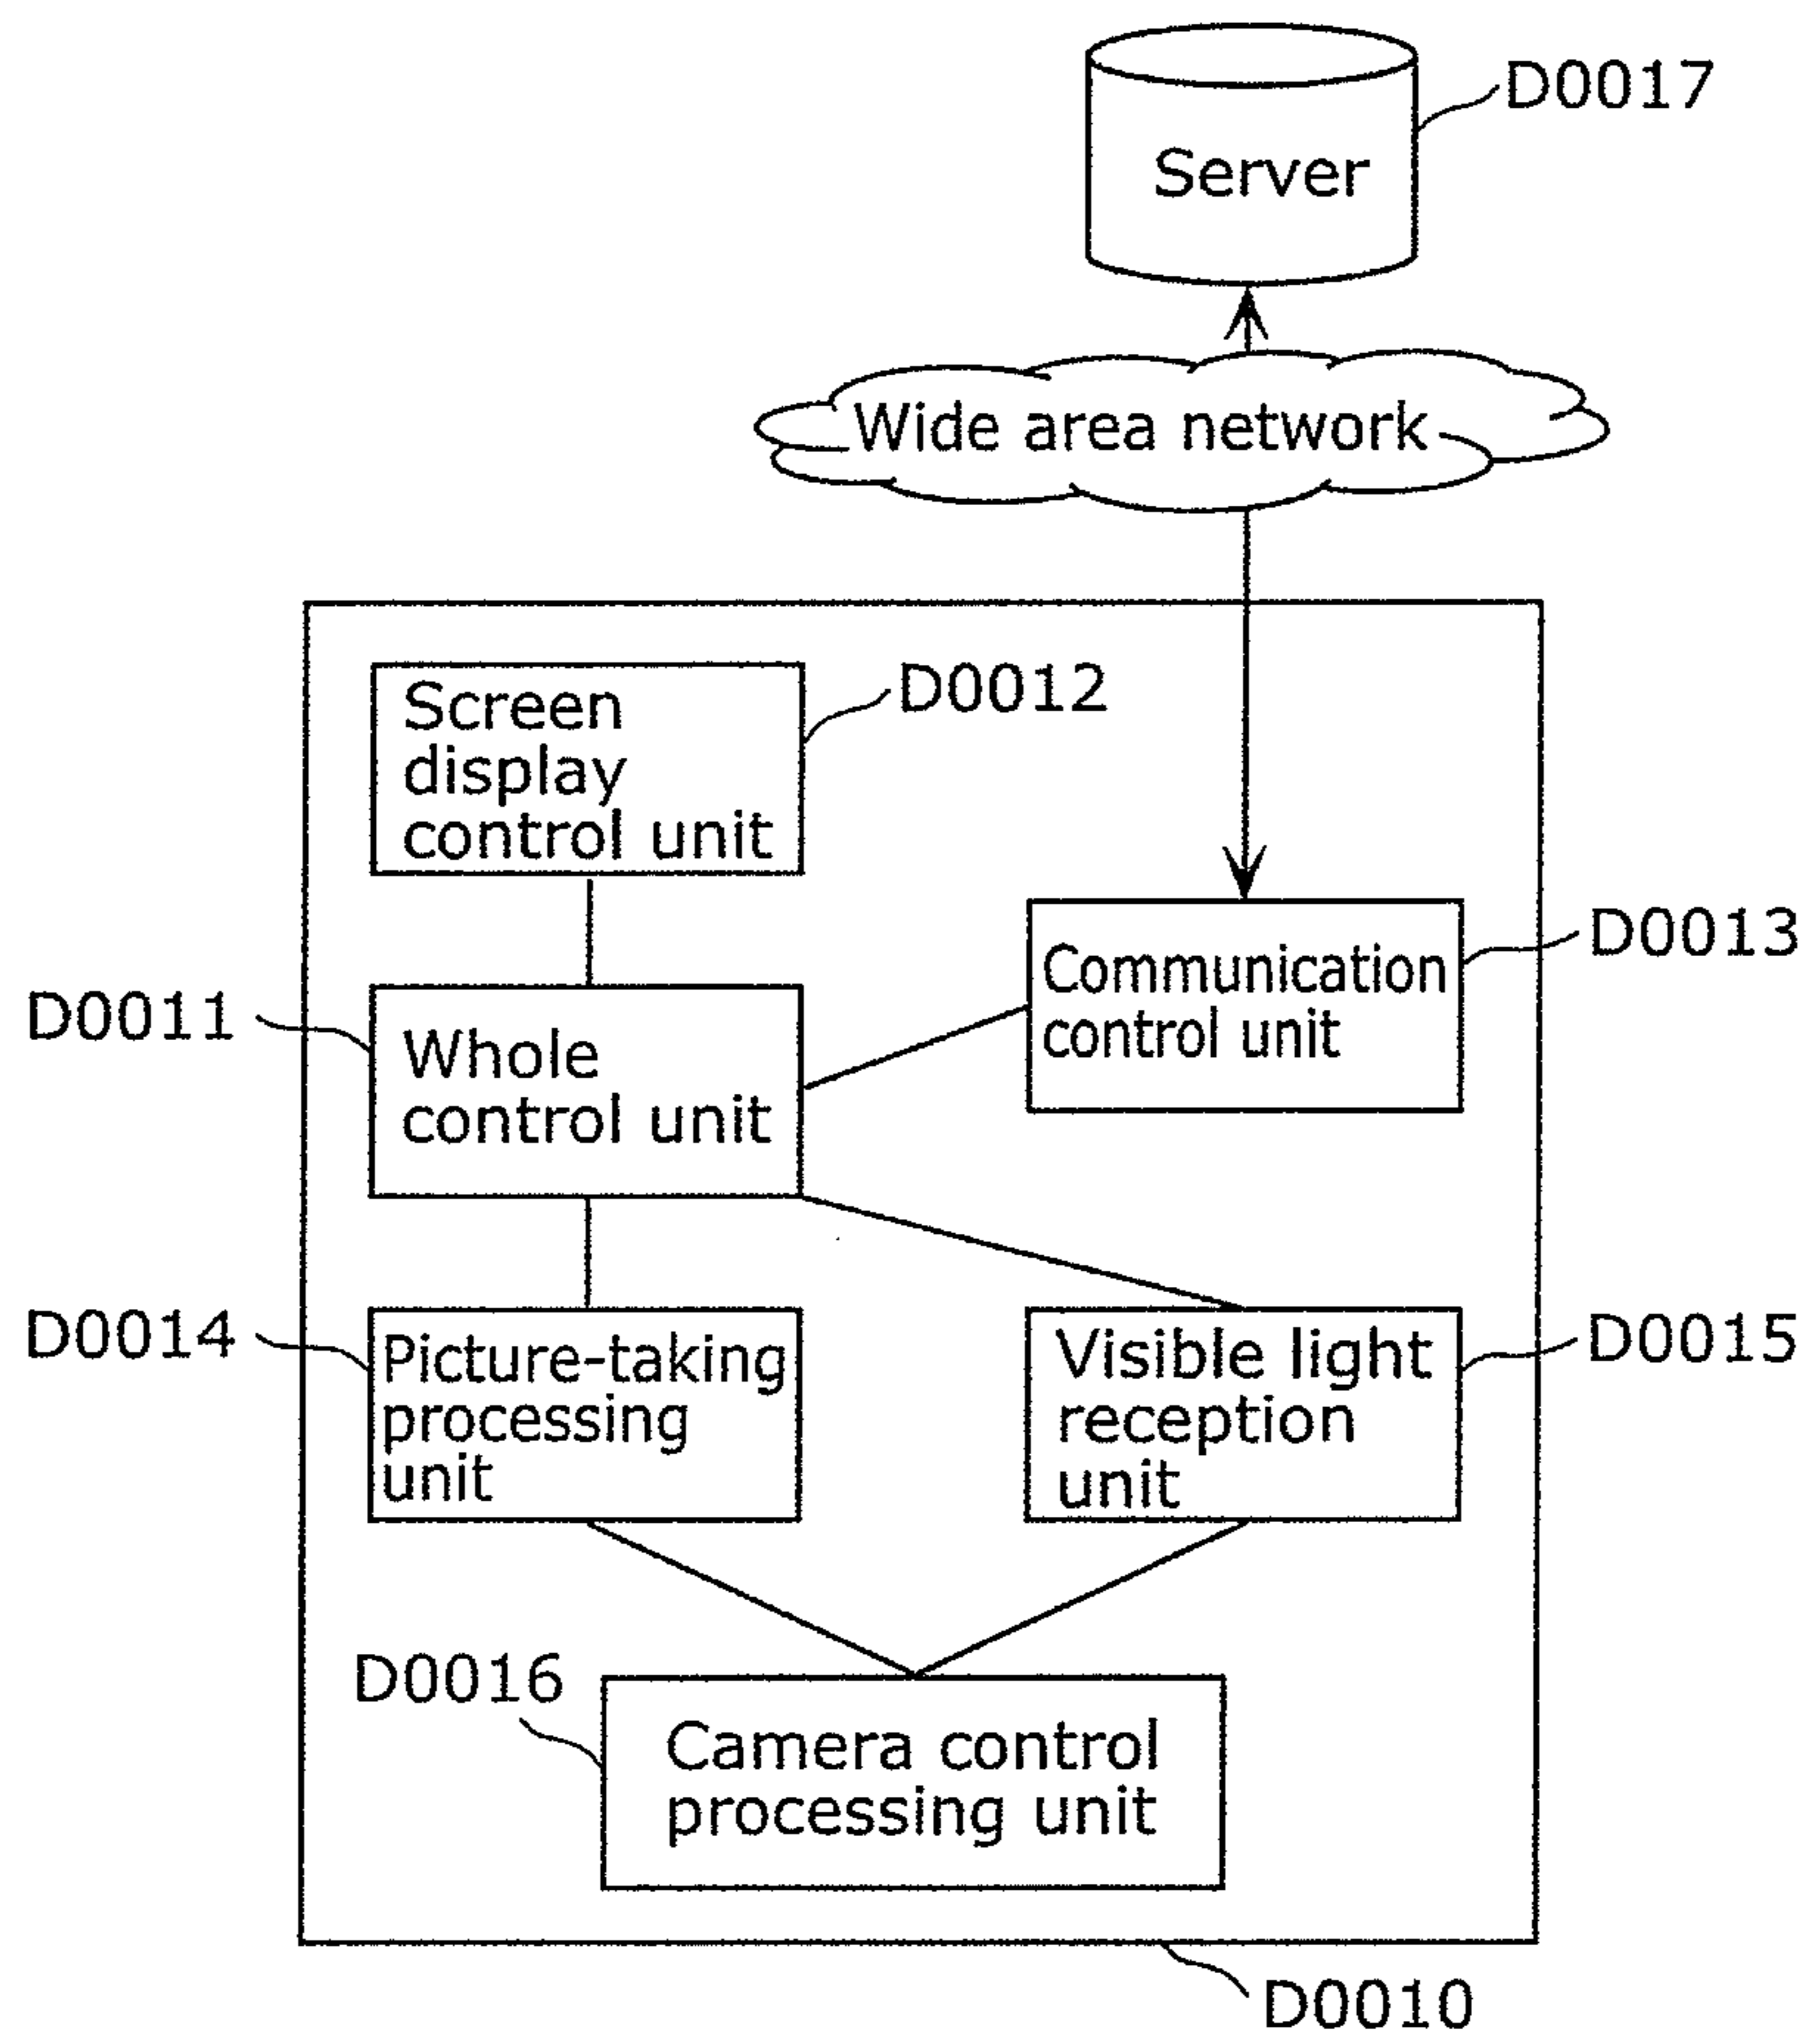 D0017
Server
Wide area network
Screen
display
control unit
D0012
Communication
control unit
D0013
D0011
Whole
control unit
D0014
Picture-taking
processing
unit
Visible light
reception
unit
D0015
D0016
Camera control
processing unit
D0010